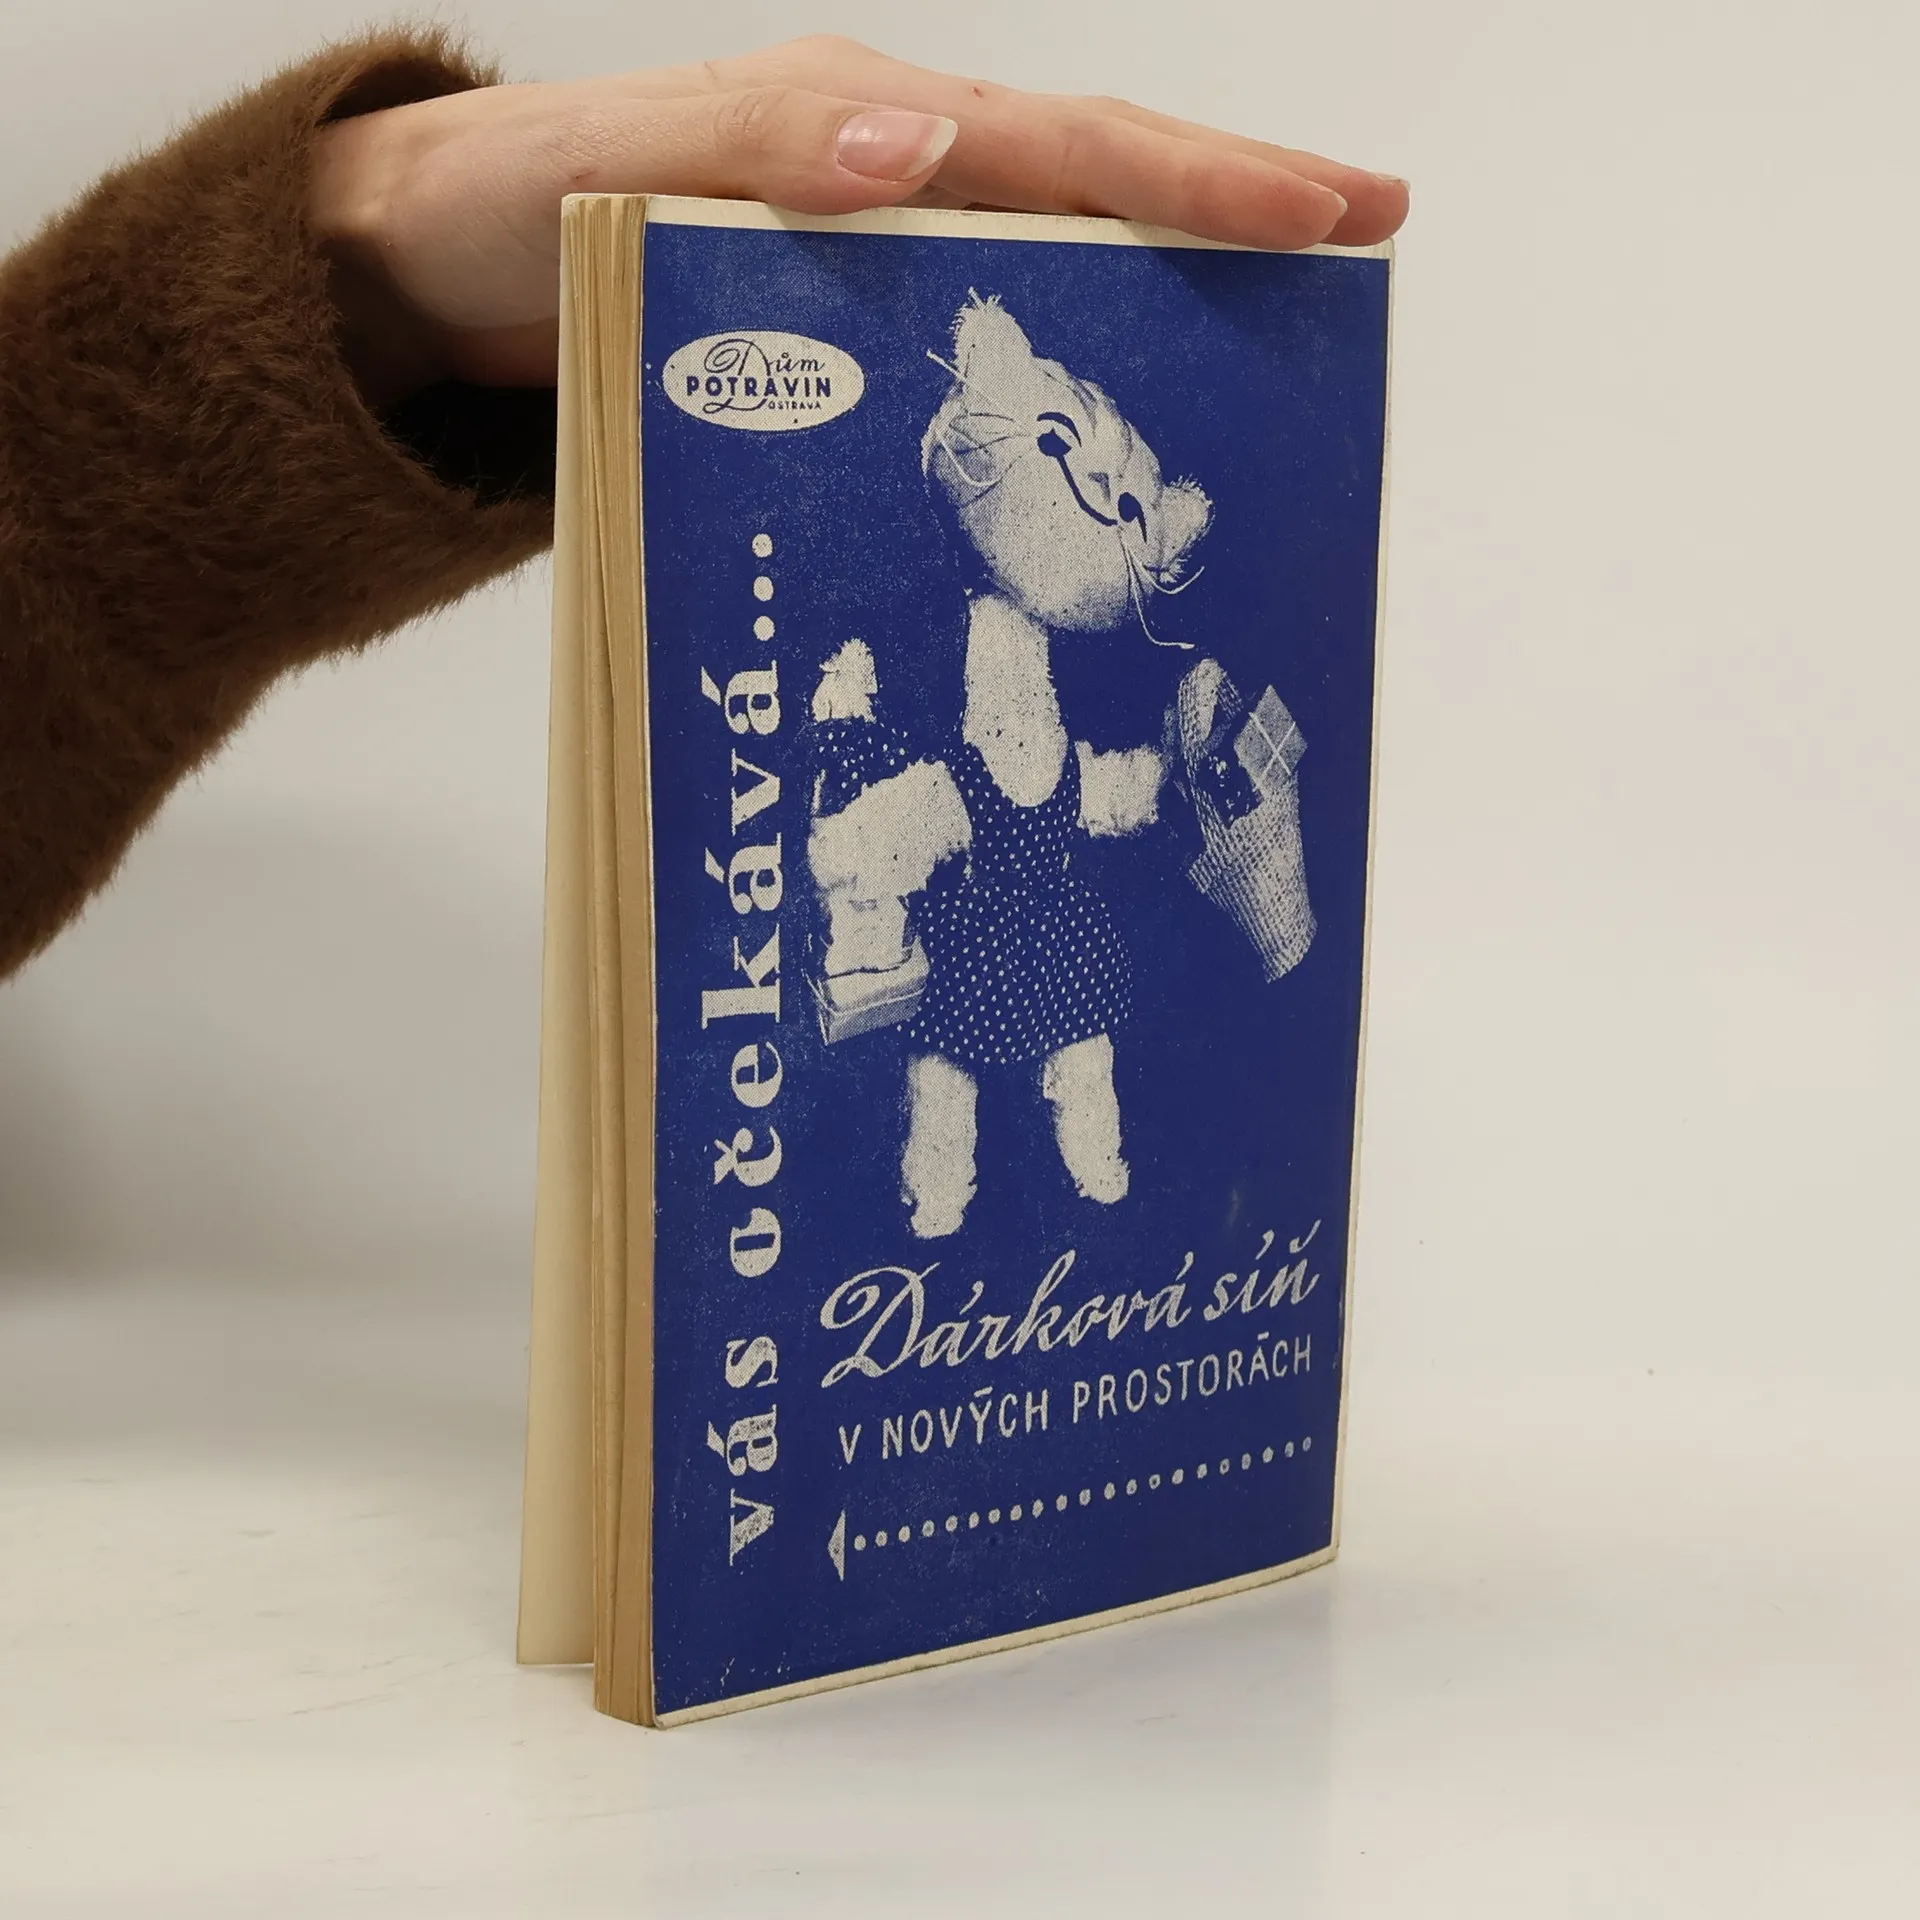 Dům
POTRAVIN
OSTRAVA
vás očekává...
Dárková síň
V NOVÝCH PROSTORÁCH